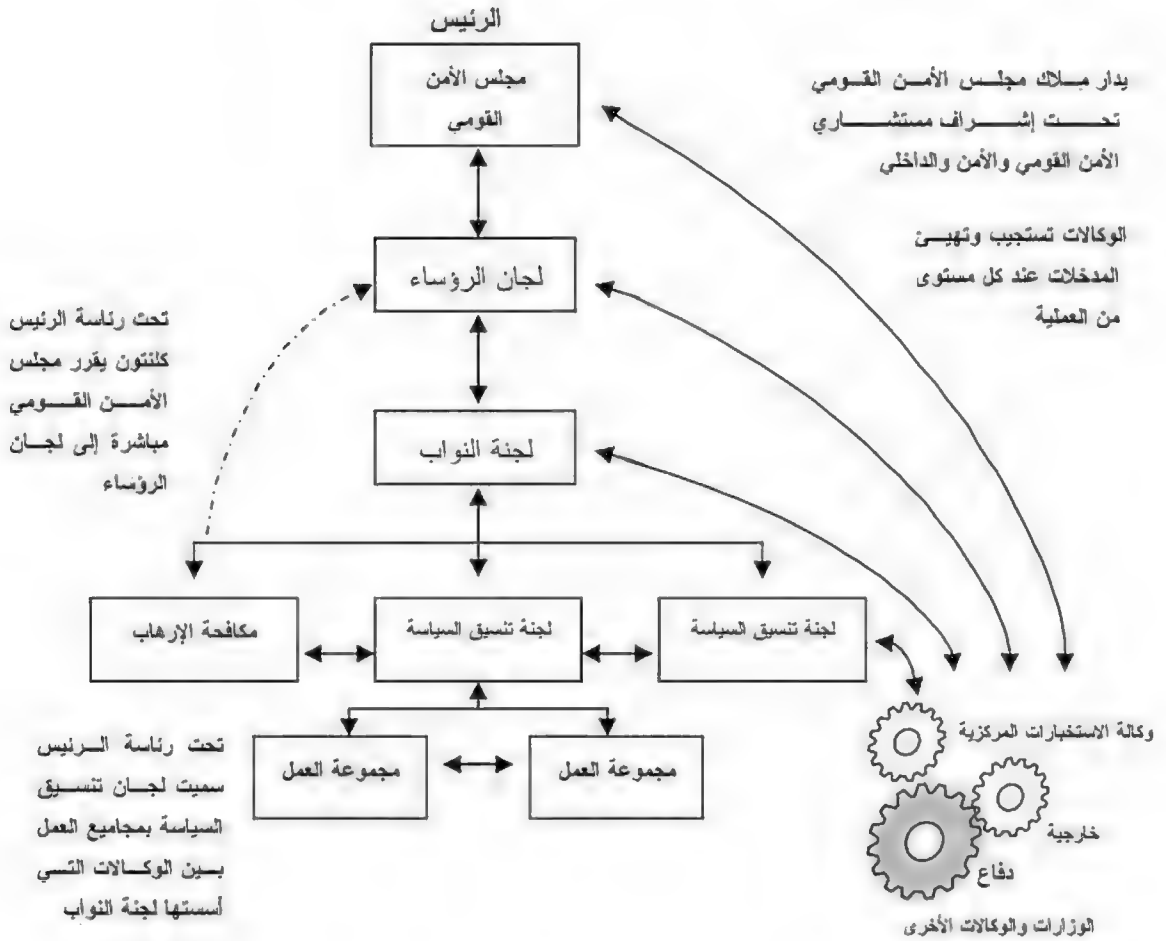 الرئيس
مجلس الأمن
القومي
يدار ملاك مجلس الأمن القومي
تحت إشراف مستشاري
الأمن القومي والأمن والداخلي
الوكالات تستجيب وتهيئ
المدخلات عند كل مستوى
من العملية
لجان الرؤساء
تحت رئاسة الرئيس
كلنتون يقرر مجلس
الأمن القومي
مباشرة إلى لجان
الرؤساء
لجنة النواب
لجنة تنسيق السياسة
لجنة تنسيق السياسة
مكافحة الإرهاب
مجموعة العمل
مجموعة العمل
تحت رئاسة الرئيس
سميت لجان تنسيق
السياسة بمجاميع العمل
بين الوكالات التي
أسستها لجنة النواب
وكالة الاستخبارات المركزية
خارجية
دفاع
الوزارات والوكالات الأخرى